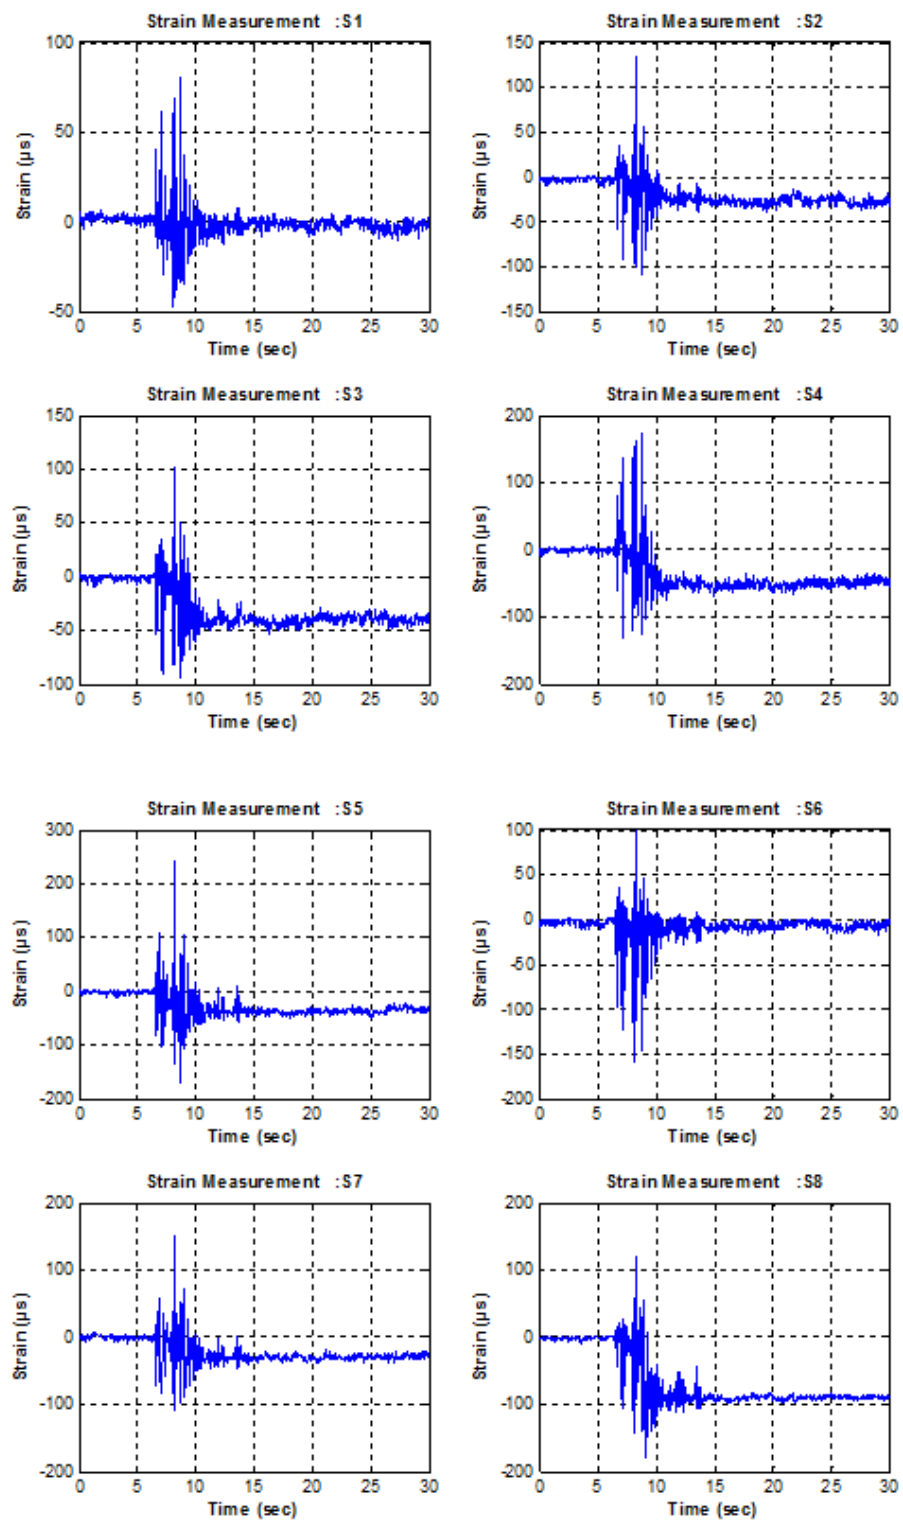 Strain Measurement :S1
Strain (µs)
100
50
0
-50
0 5 10 15 20 25 30
Time (sec)
Strain Measurement :S2
Strain (µs)
150
100
50
0
-50
-100
-150
0 5 10 15 20 25 30
Time (sec)
Strain Measurement :S3
Strain (µs)
150
100
50
0
-50
-100
0 5 10 15 20 25 30
Time (sec)
Strain Measurement :S4
Strain (µs)
200
100
0
-100
-200
0 5 10 15 20 25 30
Time (sec)
Strain Measurement :S5
Strain (µs)
300
200
100
0
-100
-200
0 5 10 15 20 25 30
Time (sec)
Strain Measurement :S6
Strain (µs)
100
50
0
-50
-100
-150
-200
0 5 10 15 20 25 30
Time (sec)
Strain Measurement :S7
Strain (µs)
200
100
0
-100
-200
0 5 10 15 20 25 30
Time (sec)
Strain Measurement :S8
Strain (µs)
200
100
0
-100
-200
0 5 10 15 20 25 30
Time (sec)